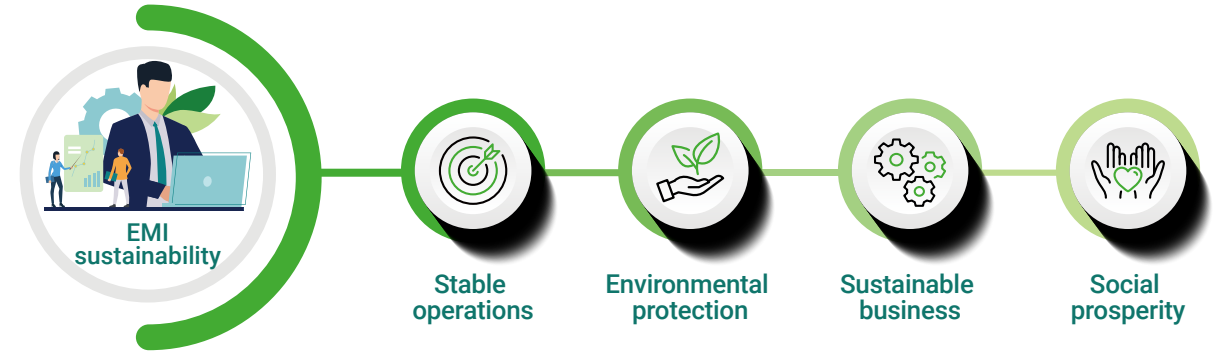 EMI
sustainability
Stable
operations
Environmental
protection
Sustainable
business
Social
prosperity